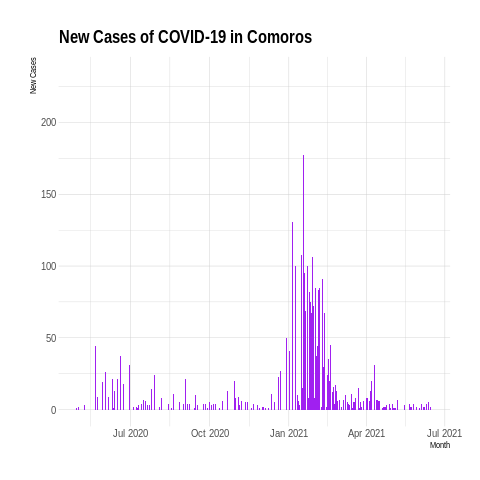 New Cases of COVID-19 in Comoros
New Cases
200
150
100
50
0
Jul 2020 Oct 2020 Jan 2021 Apr 2021 Jul 2021
Month